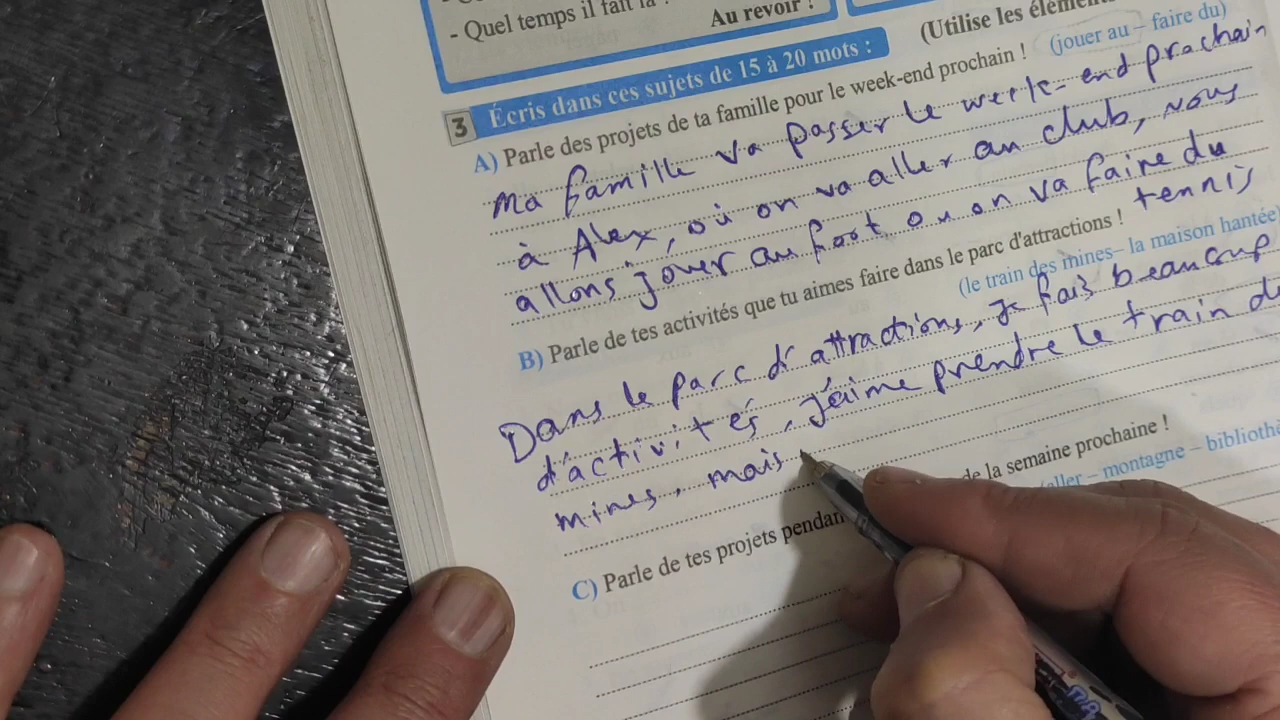 - Quel temps il fait là ?
Au revoir !
(Utilise les élém
3 Écris dans ces sujets de 15 à 20 mots :
A) Parle des projets de ta famille pour le week-end prochain ! (jouer au – faire du)
Ma famille va passer le week-end prachain
à Alex, où on va aller au club, nous
allons jouer au foot ou on va faire du
tennis
B) Parle de tes activités que tu aimes faire dans le parc d'attractions !
(le train des mines– la maison hantée
Dans le parc d'attractions, je fais beaucoup
d'activités, j'aime prendre le train de
mines, mais
C) Parle de tes projets pendan de la semaine prochaine !
(aller – montagne – biblioth